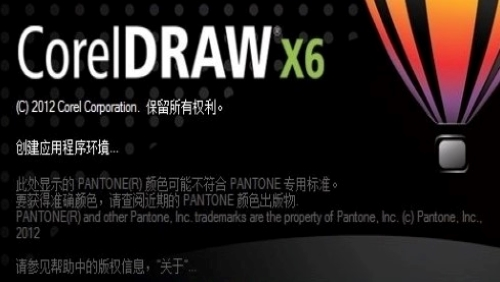 CorelDRAW® X6
(C) 2012 Corel Corporation. 保留所有权利。
创建应用程序环境...
此处显示的 PANTONE(R) 颜色可能不符合 PANTONE 专用标准。
要获得准确颜色，请查阅近期的 PANTONE 颜色出版物.
PANTONE(R) and other Pantone, Inc. trademarks are the property of Pantone, Inc. (c) Pantone, Inc.,
2012
请参见帮助中的版权信息，"关于"...